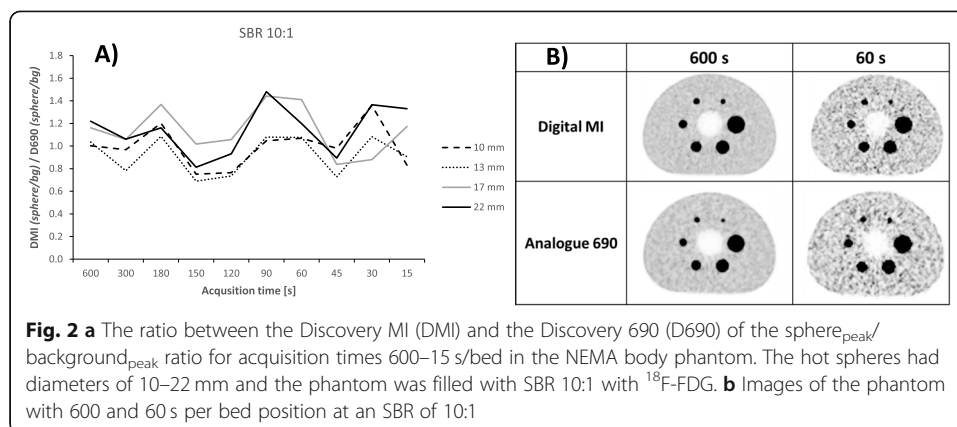 SBR 10:1
A)
1.8
1.6
1.4
1.2
1.0
0.8
0.6
0.4
0.2
0.0
DMI (sphere/bg) / D690 (sphere/bg)
600 300 180 150 120 90 60 45 30 15
Acqusition time [s]
10 mm
13 mm
17 mm
22 mm
B)
600 s 60 s
Digital MI
Analogue 690
Fig. 2 a The ratio between the Discovery MI (DMI) and the Discovery 690 (D690) of the sphere_peak/
background_peak ratio for acquisition times 600–15 s/bed in the NEMA body phantom. The hot spheres had
diameters of 10–22 mm and the phantom was filled with SBR 10:1 with ¹⁸F-FDG. b Images of the phantom
with 600 and 60 s per bed position at an SBR of 10:1